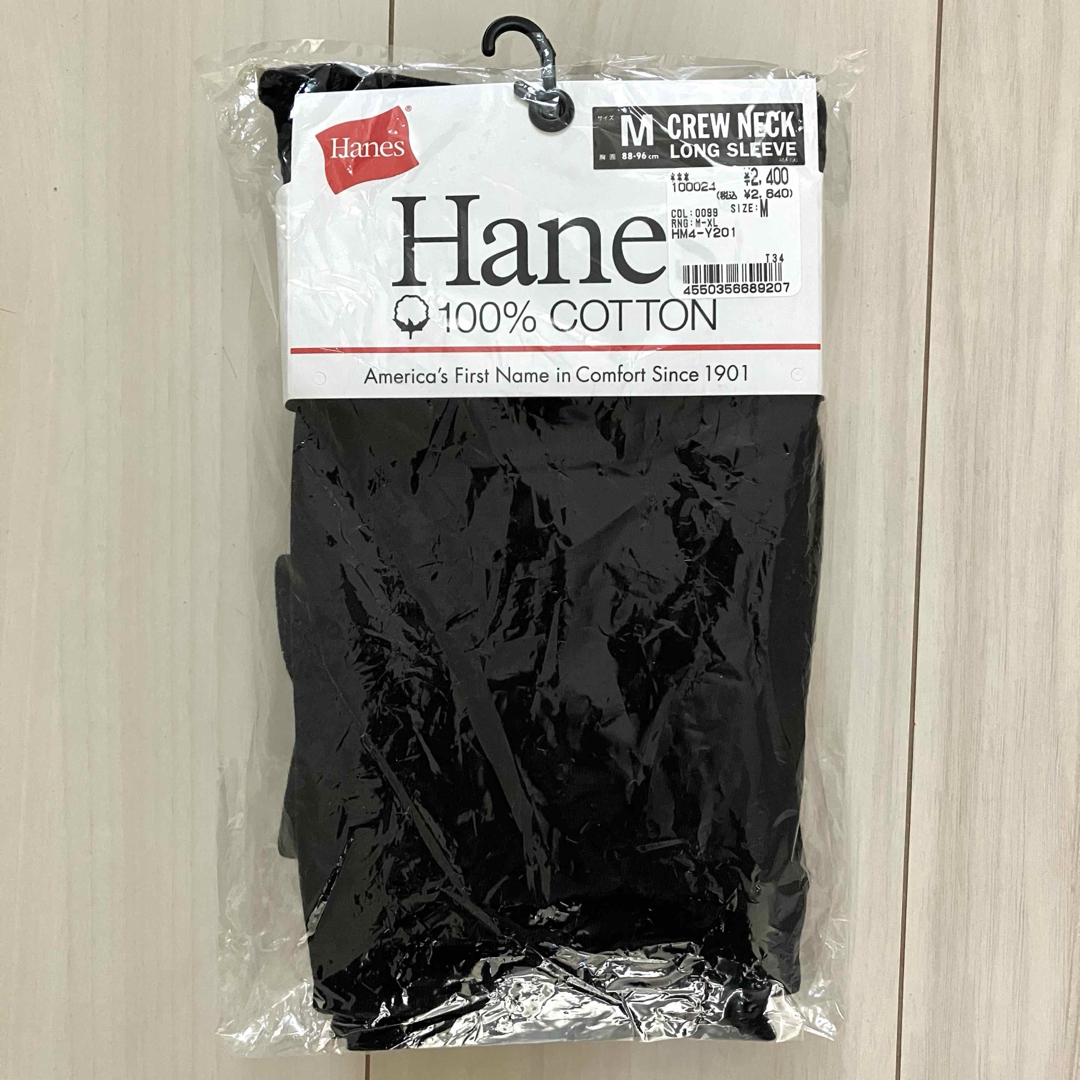 Hanes®
サイズ M CREW NECK
胸囲 88-96cm LONG SLEEVE
*** ¥2,400
100024 (税込 ¥2,640)
COL:0099 SIZE:M
RNG:M-XL
HM4-Y201
T34
4550356689207
Hane
100% COTTON
America's First Name in Comfort Since 1901